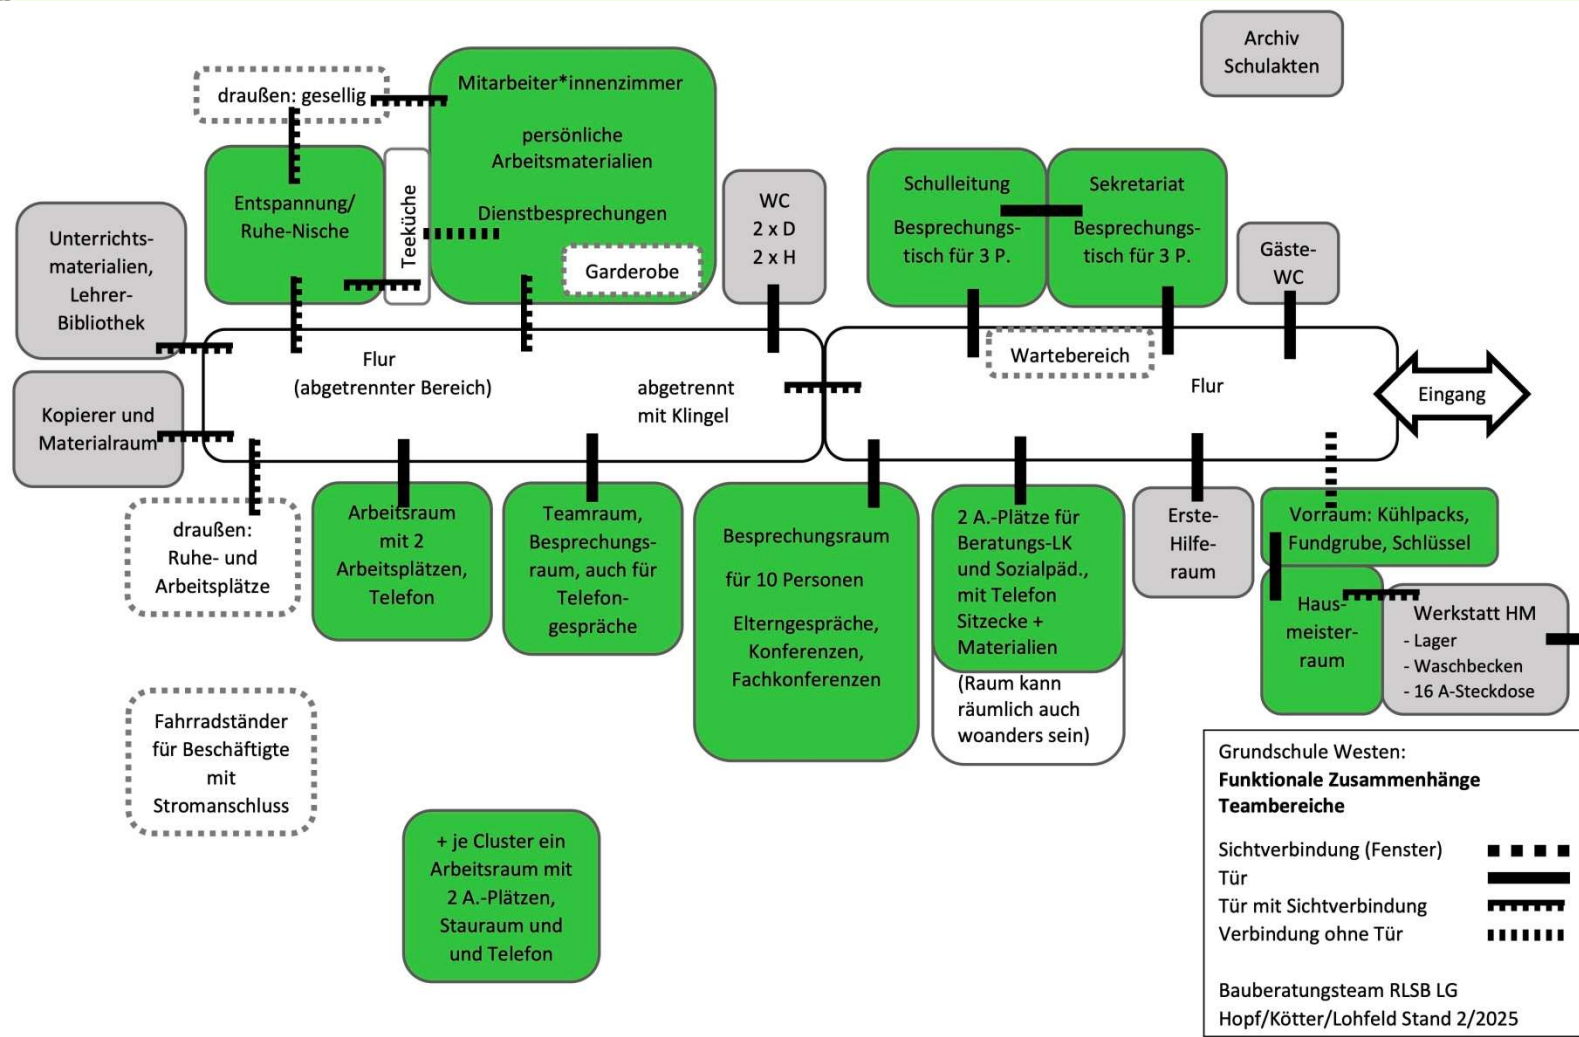 Archiv
Schulakten
draußen: gesellig
Mitarbeiter*innenzimmer
persönliche
Arbeitsmaterialien
Dienstbesprechungen
Garderobe
Entspannung/
Ruhe-Nische
Teeküche
WC
2 x D
2 x H
Schulleitung
Besprechungs-
tisch für 3 P.
Sekretariat
Besprechungs-
tisch für 3 P.
Gäste-
WC
Unterrichts-
materialien,
Lehrer-
Bibliothek
Kopierer und
Materialraum
Flur
(abgetrennter Bereich)
abgetrennt
mit Klingel
Wartebereich
Flur
Eingang
draußen:
Ruhe- und
Arbeitsplätze
Arbeitsraum
mit 2
Arbeitsplätzen,
Telefon
Teamraum,
Besprechungs-
raum, auch für
Telefon-
gespräche
Besprechungsraum
für 10 Personen
Elterngespräche,
Konferenzen,
Fachkonferenzen
2 A.-Plätze für
Beratungs-LK
und Sozialpäd.,
mit Telefon
Sitzecke +
Materialien
(Raum kann
räumlich auch
woanders sein)
Erste-
Hilfe-
raum
Vorraum: Kühlpacks,
Fundgrube, Schlüssel
Haus-
meister-
raum
Werkstatt HM
- Lager
- Waschbecken
- 16 A-Steckdose
Fahrradständer
für Beschäftigte
mit
Stromanschluss
+ je Cluster ein
Arbeitsraum mit
2 A.-Plätzen,
Stauraum und
und Telefon
Grundschule Westen:
Funktionale Zusammenhänge
Teambereiche
Sichtverbindung (Fenster)
Tür
Tür mit Sichtverbindung
Verbindung ohne Tür
Bauberatungsteam RLSB LG
Hopf/Kötter/Lohfeld Stand 2/2025